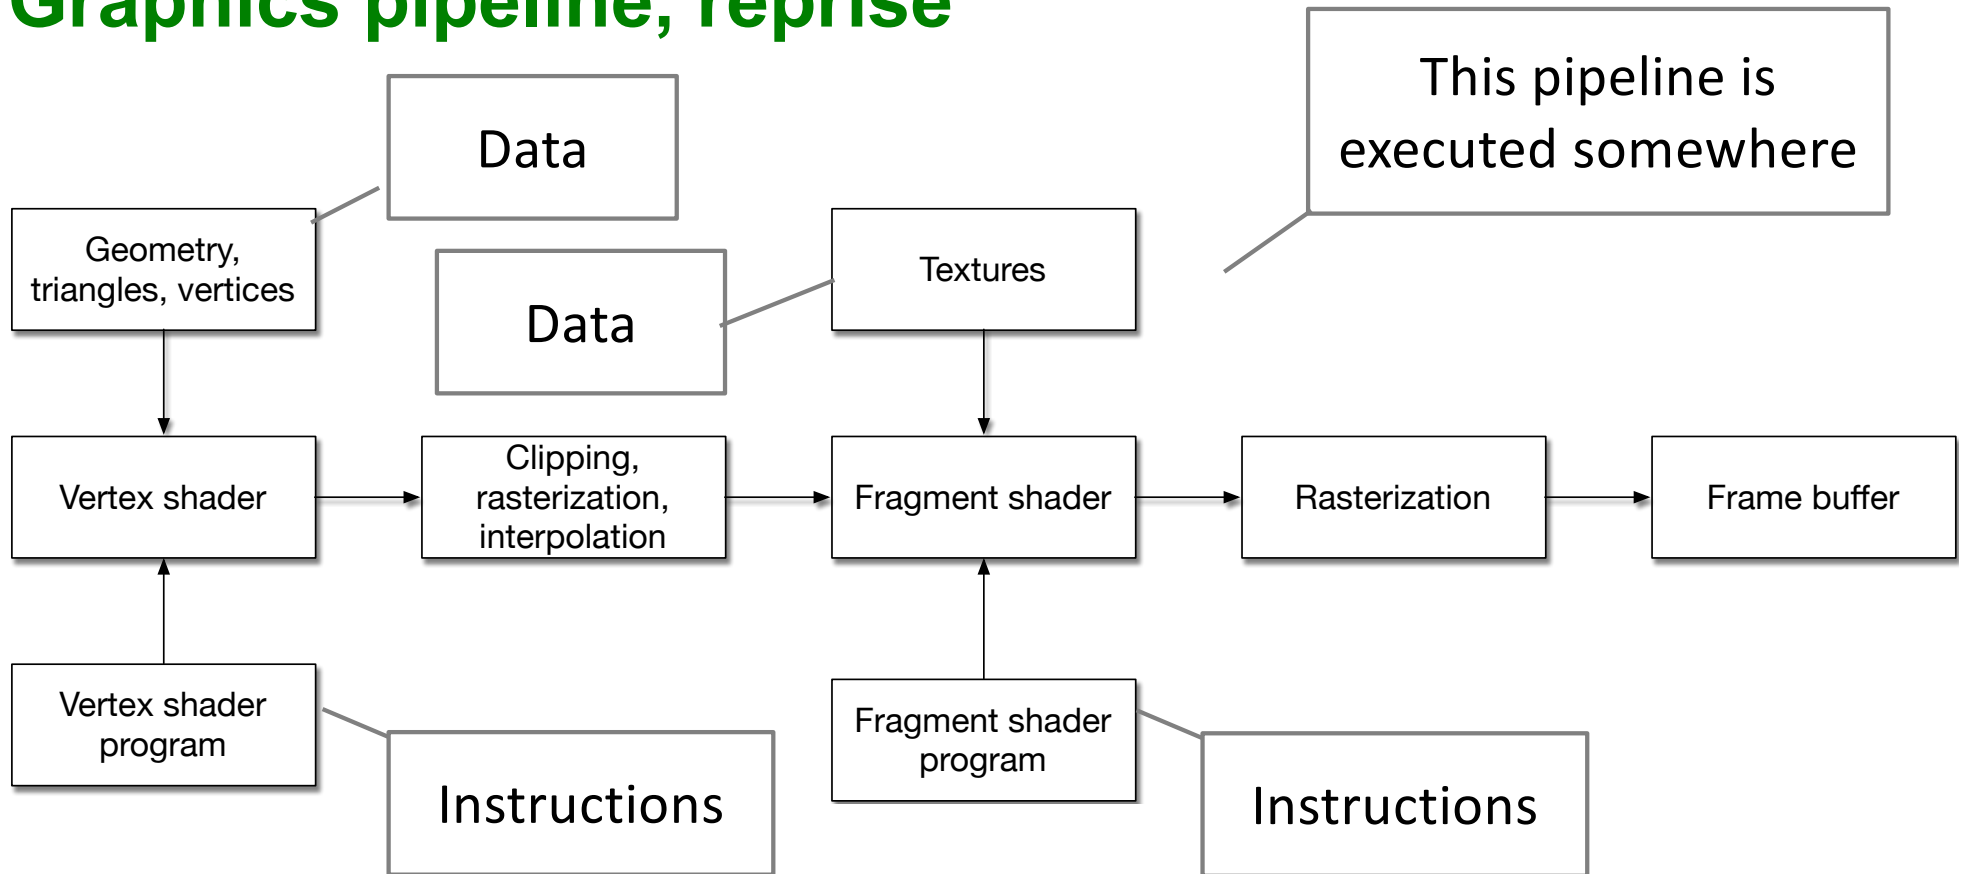 Graphics pipeline, reprise
This pipeline is
executed somewhere
Data
Geometry,
triangles, vertices
Data
Textures
Vertex shader
Clipping,
rasterization,
interpolation
Fragment shader
Rasterization
Frame buffer
Vertex shader
program
Instructions
Fragment shader
program
Instructions